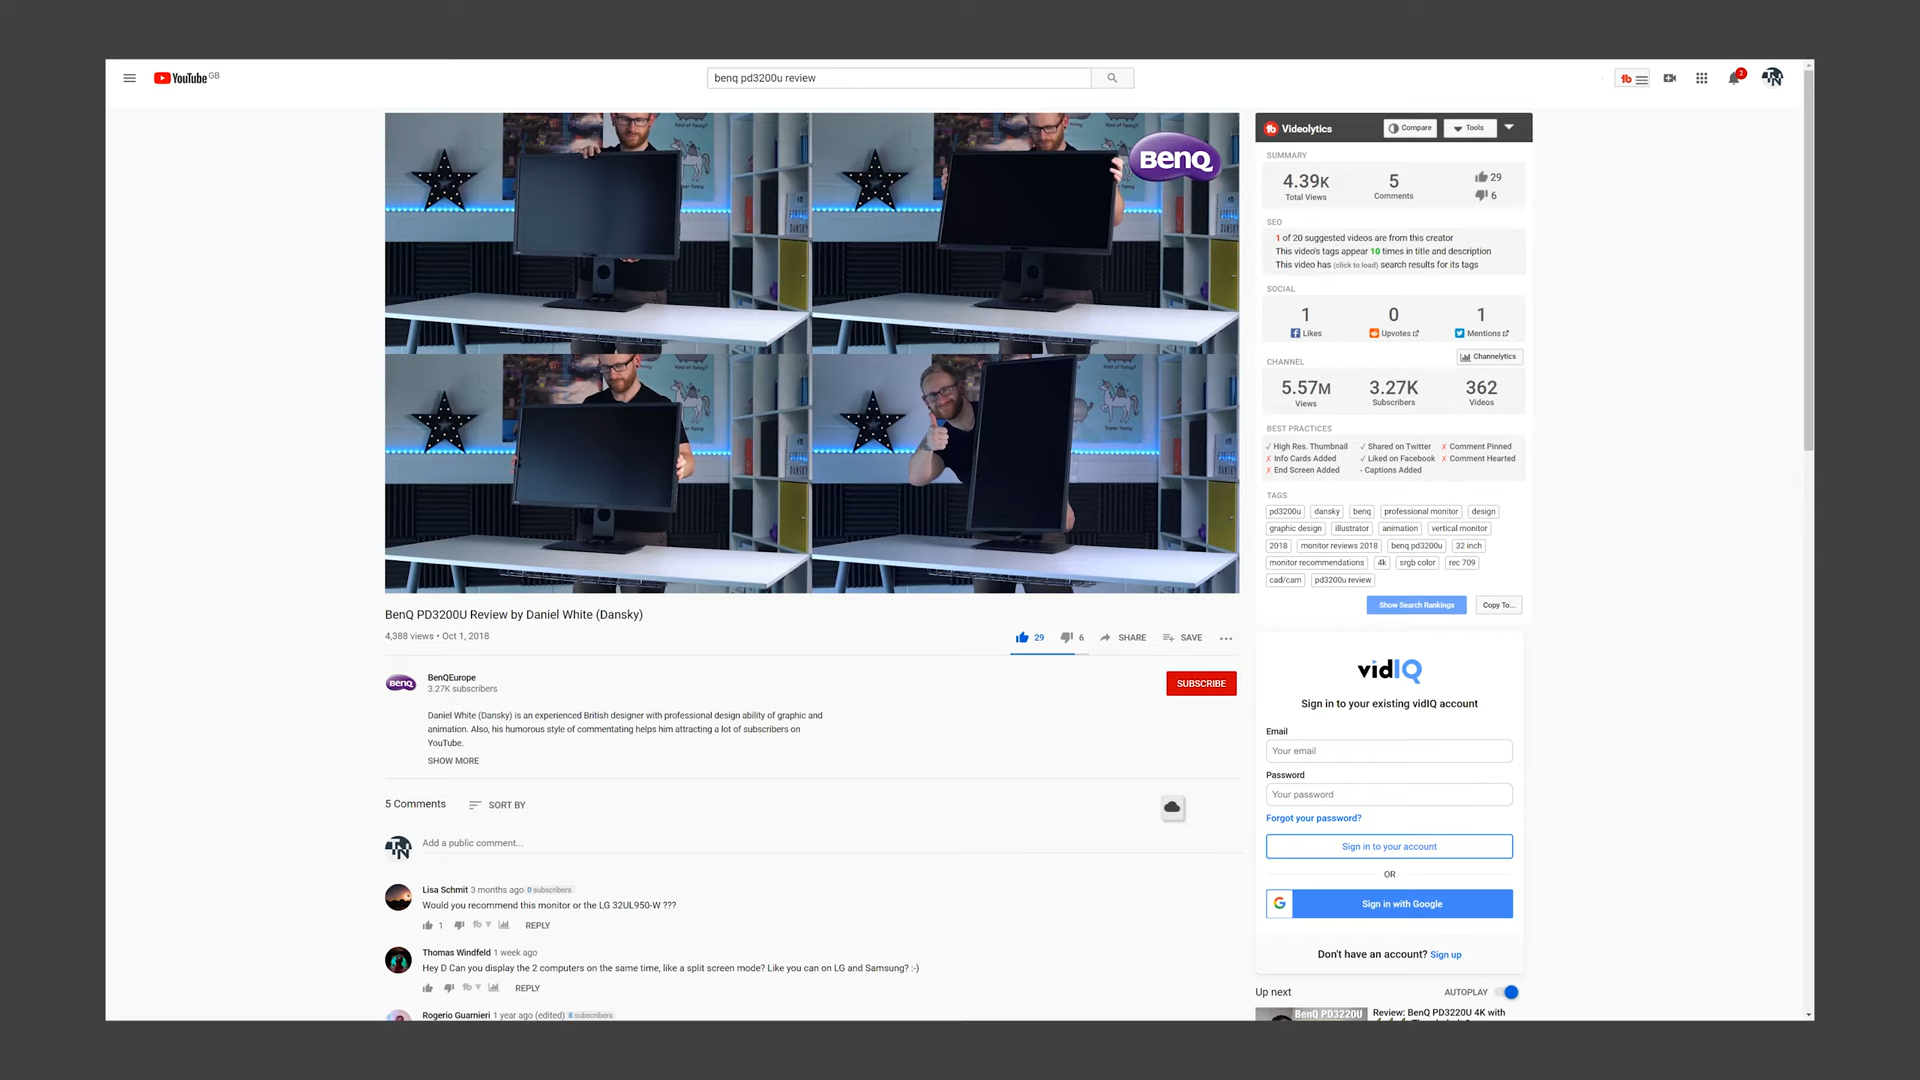 YouTube GB
benq pd3200u review
2
BenQ
BenQ PD3200U Review by Daniel White (Dansky)
4,388 views • Oct 1, 2018
29
6
SHARE
SAVE
BenQ
BenQEurope
3.27K subscribers
SUBSCRIBE
Daniel White (Dansky) is an experienced British designer with professional design ability of graphic and
animation. Also, his humorous style of commentating helps him attracting a lot of subscribers on
YouTube.
SHOW MORE
5 Comments
SORT BY
Add a public comment...
Lisa Schmit 3 months ago 0 subscribers
Would you recommend this monitor or the LG 32UL950-W ???
1
REPLY
Thomas Windfeld 1 week ago
Hey D Can you display the 2 computers on the same time, like a split screen mode? Like you can on LG and Samsung? :-)
REPLY
Rogerio Guarnieri 1 year ago (edited) 8 subscribers
Videolytics
Compare
Tools
SUMMARY
4.39K
Total Views
5
Comments
29
6
SEO
1 of 20 suggested videos are from this creator
This video's tags appear 10 times in title and description
This video has (click to load) search results for its tags
SOCIAL
1
Likes
0
Upvotes
1
Mentions
CHANNEL
Channelytics
5.57M
Views
3.27K
Subscribers
362
Videos
BEST PRACTICES
✓ High Res. Thumbnail ✓ Shared on Twitter ✗ Comment Pinned
✗ Info Cards Added ✓ Liked on Facebook ✗ Comment Hearted
✗ End Screen Added - Captions Added
TAGS
pd3200u dansky benq professional monitor design
graphic design illustrator animation vertical monitor
2018 monitor reviews 2018 benq pd3200u 32 inch
monitor recommendations 4k srgb color rec 709
cad/cam pd3200u review
Show Search Rankings
Copy To...
vidIQ
Sign in to your existing vidIQ account
Email
Your email
Password
Your password
Forgot your password?
Sign in to your account
OR
Sign in with Google
Don't have an account? Sign up
Up next
AUTOPLAY
BenQ PD3220U
Review: BenQ PD3220U 4K with